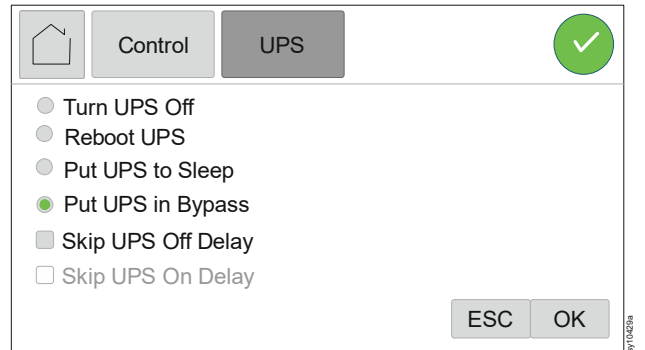 Control UPS
Turn UPS Off
Reboot UPS
Put UPS to Sleep
Put UPS in Bypass
Skip UPS Off Delay
Skip UPS On Delay
ESC OK